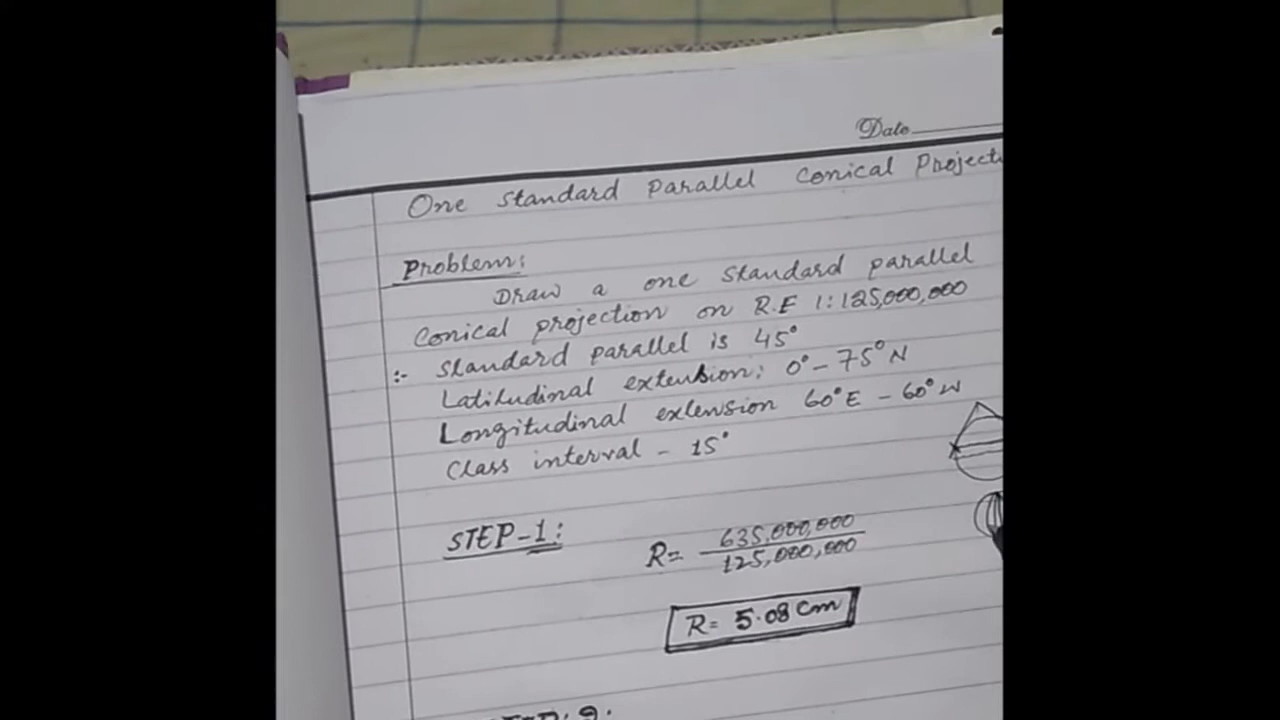 Date
One Standard Parallel Conical Project
Problem:
Draw a one standard parallel
Conical projection on R.F 1:125,000,000
:- Standard parallel is 45°
Latitudinal extension: 0° - 75° N
Longitudinal extension 60° E - 60° W
Class interval - 15°
STEP-1:
R= 635,000,000
125,000,000
R= 5.08 Cm